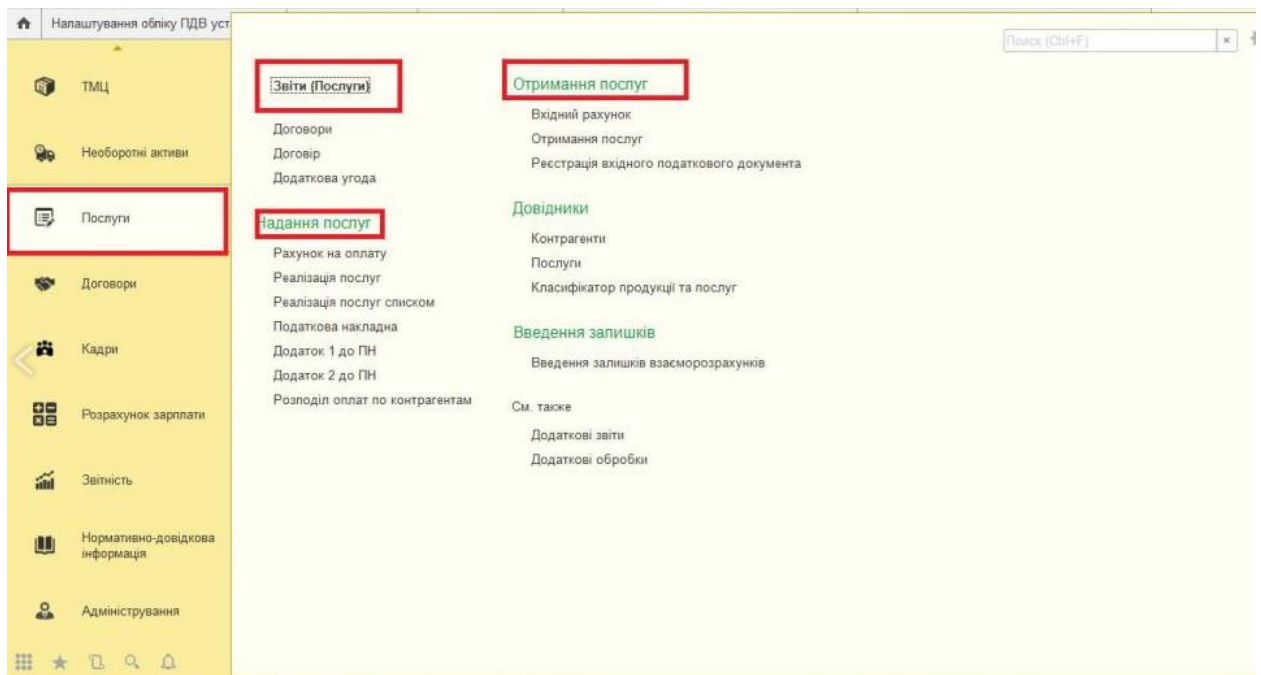 Налаштування обліку ПДВ уст
Поиск (Ctrl+F)
ТМЦ
Необоротні активи
Послуги
Договори
Кадри
Розрахунок зарплати
Звітність
Нормативно-довідкова
інформація
Адміністрування
Звіти (Послуги)
Договори
Договір
Додаткова угода
Надання послуг
Рахунок на оплату
Реалізація послуг
Реалізація послуг списком
Податкова накладна
Додаток 1 до ПН
Додаток 2 до ПН
Розподіл оплат по контрагентам
Отримання послуг
Вхідний рахунок
Отримання послуг
Реєстрація вхідного податкового документа
Довідники
Контрагенти
Послуги
Класифікатор продукції та послуг
Введення залишків
Введення залишків взаєморозрахунків
См. также
Додаткові звіти
Додаткові обробки